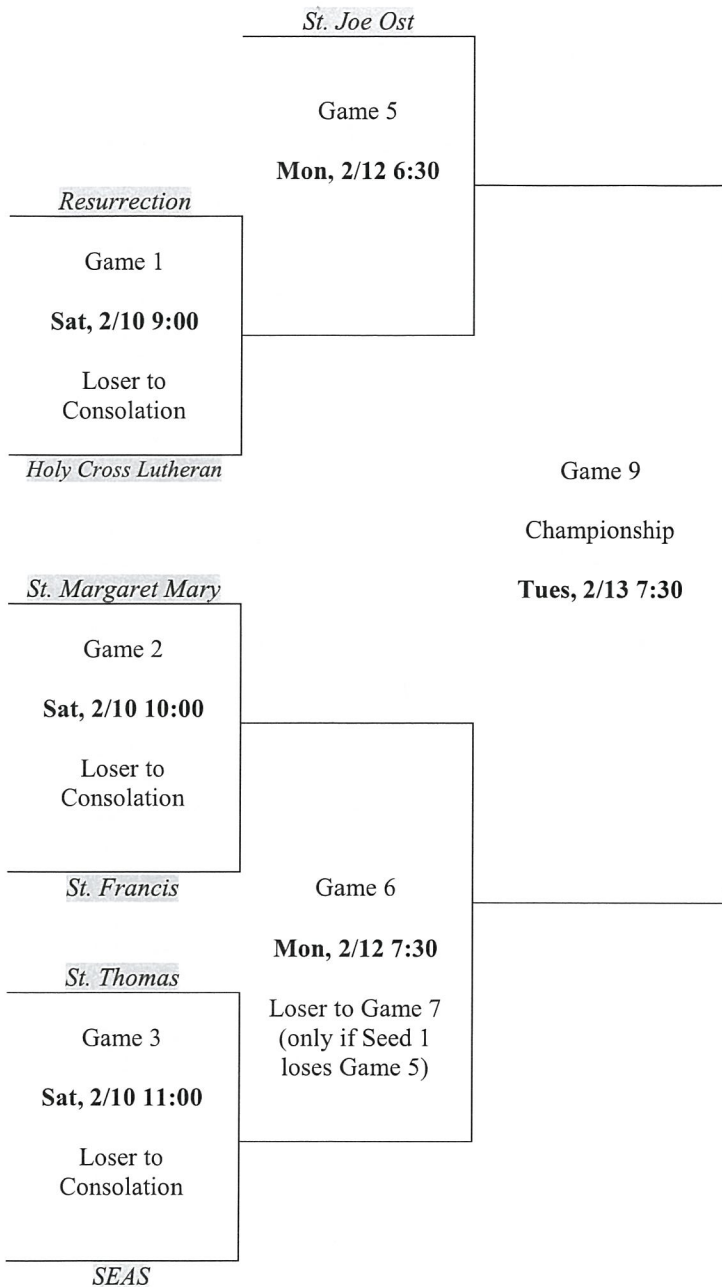 St. Joe Ost
Game 5
Mon, 2/12 6:30
Resurrection
Game 1
Sat, 2/10 9:00
Loser to
Consolation
Holy Cross Lutheran
Game 9
Championship
Tues, 2/13 7:30
St. Margaret Mary
Game 2
Sat, 2/10 10:00
Loser to
Consolation
St. Francis
Game 6
Mon, 2/12 7:30
Loser to Game 7
(only if Seed 1
loses Game 5)
St. Thomas
Game 3
Sat, 2/10 11:00
Loser to
Consolation
SEAS